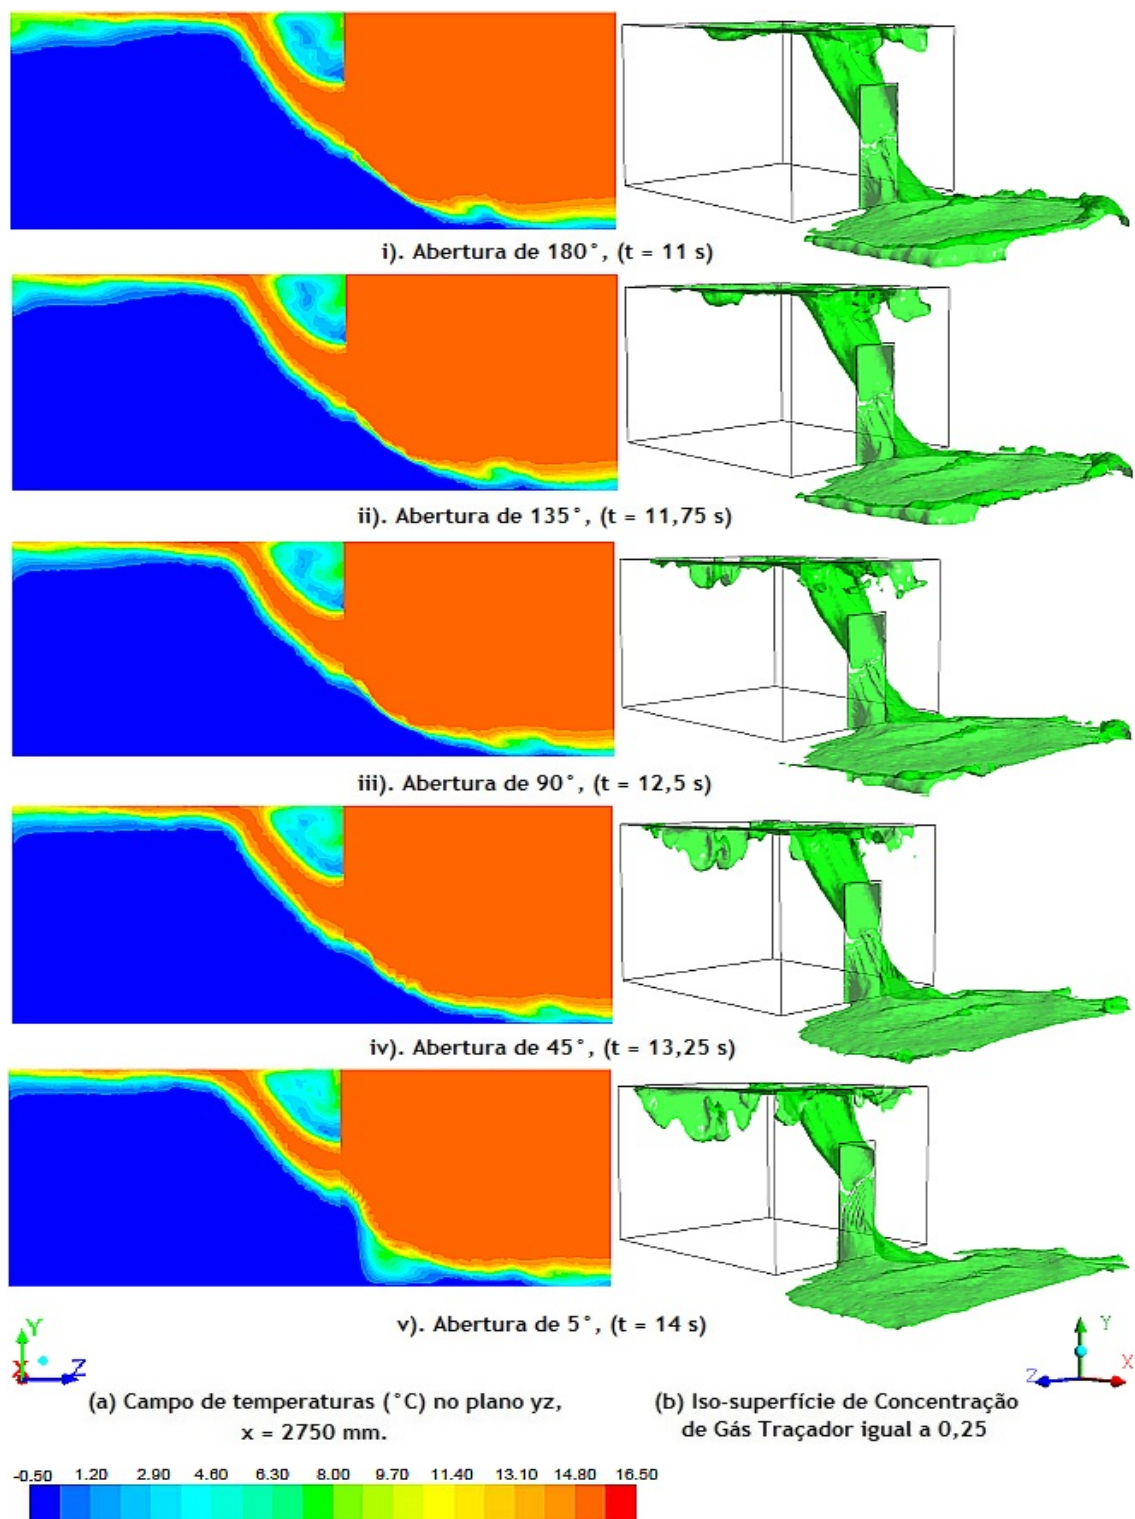 i). Abertura de 180°, (t = 11 s)
ii). Abertura de 135°, (t = 11,75 s)
iii). Abertura de 90°, (t = 12,5 s)
iv). Abertura de 45°, (t = 13,25 s)
v). Abertura de 5°, (t = 14 s)
Y
X
Z
Y
Z
X
(a) Campo de temperaturas (°C) no plano yz,
x = 2750 mm.
(b) Iso-superfície de Concentração
de Gás Traçador igual a 0,25
-0.50 1.20 2.90 4.60 6.30 8.00 9.70 11.40 13.10 14.80 16.50